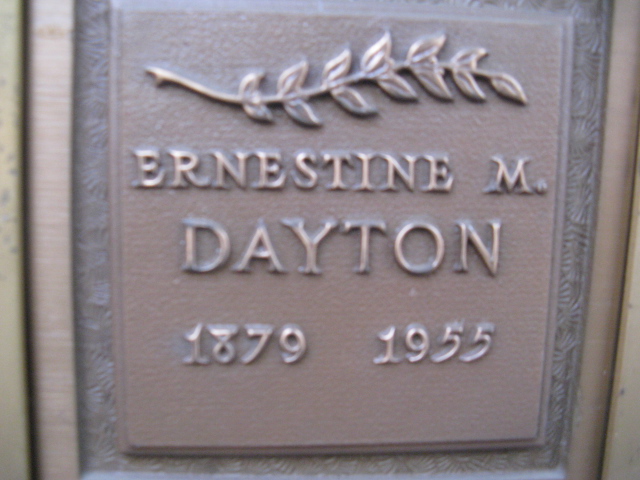 ERNESTINE M.
DAYTON
1879 1955